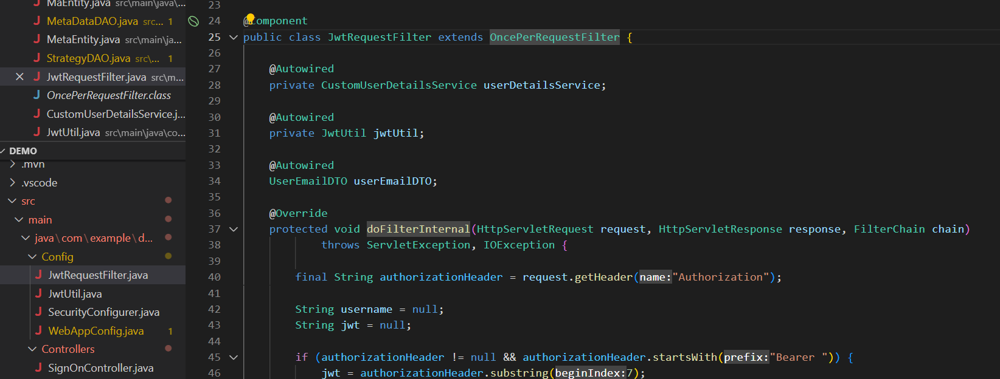 MaEntity.java src\main\java\...
MetaDataDAO.java src... 1
MetaEntity.java src\main\ja...
StrategyDAO.java src\... 1
JwtRequestFilter.java src\m...
OncePerRequestFilter.class
CustomUserDetailsService.j...
JwtUtil.java src\main\java\co...
DEMO
.mvn
.vscode
src
main
java\com\example\d...
Config
JwtRequestFilter.java
JwtUtil.java
SecurityConfigurer.java
WebAppConfig.java 1
Controllers
SignOnController.java
23
24 @Component
25 public class JwtRequestFilter extends OncePerRequestFilter {
26
27 @Autowired
28 private CustomUserDetailsService userDetailsService;
29
30 @Autowired
31 private JwtUtil jwtUtil;
32
33 @Autowired
34 UserEmailDTO userEmailDTO;
35
36 @Override
37 protected void doFilterInternal(HttpServletRequest request, HttpServletResponse response, FilterChain chain)
38 throws ServletException, IOException {
39
40 final String authorizationHeader = request.getHeader(name:"Authorization");
41
42 String username = null;
43 String jwt = null;
44
45 if (authorizationHeader != null && authorizationHeader.startsWith(prefix:"Bearer ")) {
46 jwt = authorizationHeader.substring(beginIndex:7);